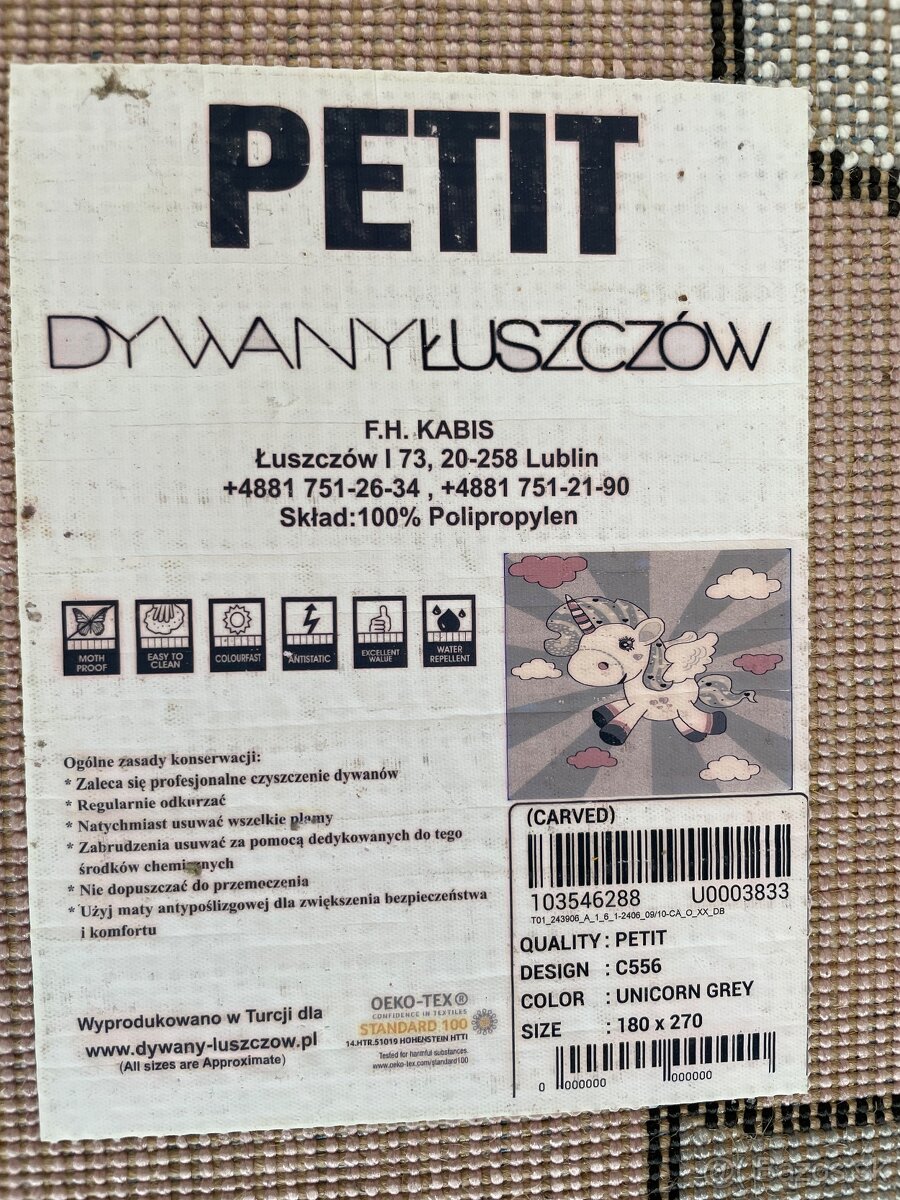 PETIT
DYWANYŁUSZCZÓW
F.H. KABIS
Łuszczów I 73, 20-258 Lublin
+4881 751-26-34 , +4881 751-21-90
Skład:100% Polipropylen
MOTH PROOF
EASY TO CLEAN
COLOURFAST
ANTISTATIC
EXCELLENT VALUE
WATER REPELLENT
Ogólne zasady konserwacji:
* Zaleca się profesjonalne czyszczenie dywanów
* Regularnie odkurzać
* Natychmiast usuwać wszelkie plamy
* Zabrudzenia usuwać za pomocą dedykowanych do tego
środków chemicznych
* Nie dopuszczać do przemoczenia
* Użyj maty antypoślizgowej dla zwiększenia bezpieczeństwa
i komfortu
Wyprodukowano w Turcji dla
www.dywany-luszczow.pl
(All sizes are Approximate)
OEKO-TEX®
CONFIDENCE IN TEXTILES
STANDARD 100
14.HTR.51019 HOHENSTEIN HTTI
Tested for harmful substances.
www.oeko-tex.com/standard100
(CARVED)
103546288 U0003833
T01_243906_A_1_6_1-2406_09/10-CA_O_XX_DB
QUALITY : PETIT
DESIGN : C556
COLOR : UNICORN GREY
SIZE : 180 x 270
0 000000 000000
Bazos.sk